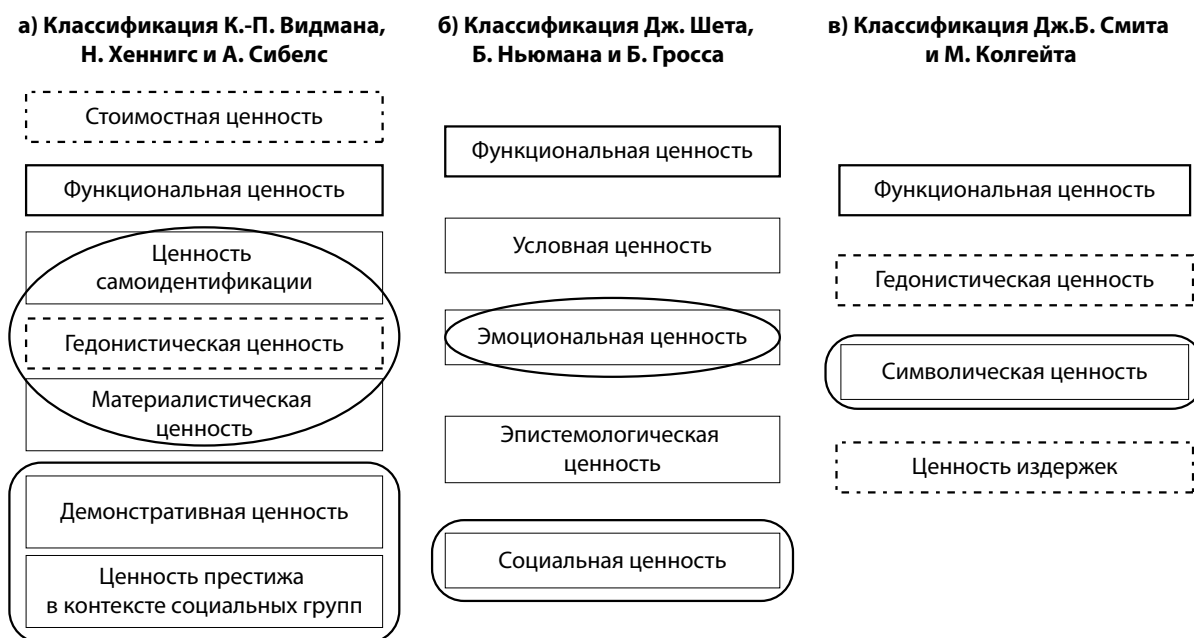 а) Классификация К.-П. Видмана,
Н. Хеннигс и А. Сибелс
Стоимостная ценность
Функциональная ценность
Ценность
самоидентификации
Гедонистическая ценность
Материалистическая
ценность
Демонстративная ценность
Ценность престижа
в контексте социальных групп
б) Классификация Дж. Шета,
Б. Ньюмана и Б. Гросса
Функциональная ценность
Условная ценность
Эмоциональная ценность
Эпистемологическая
ценность
Социальная ценность
в) Классификация Дж.Б. Смита
и М. Колгейта
Функциональная ценность
Гедонистическая ценность
Символическая ценность
Ценность издержек